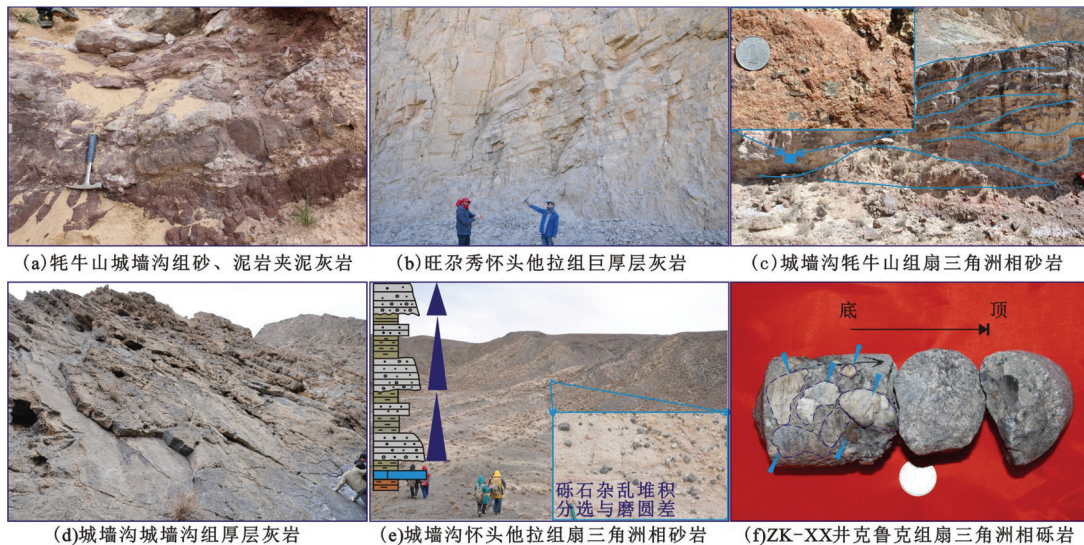 (a)牦牛山城墙沟组砂、泥岩夹泥灰岩
(b)旺尕秀怀头他拉组巨厚层灰岩
(c)城墙沟牦牛山组扇三角洲相砂岩
底
顶
砾石杂乱堆积
分选与磨圆差
(d)城墙沟城墙沟组厚层灰岩
(e)城墙沟怀头他拉组扇三角洲相砂岩
(f)ZK-XX井克鲁克组扇三角洲相砾岩